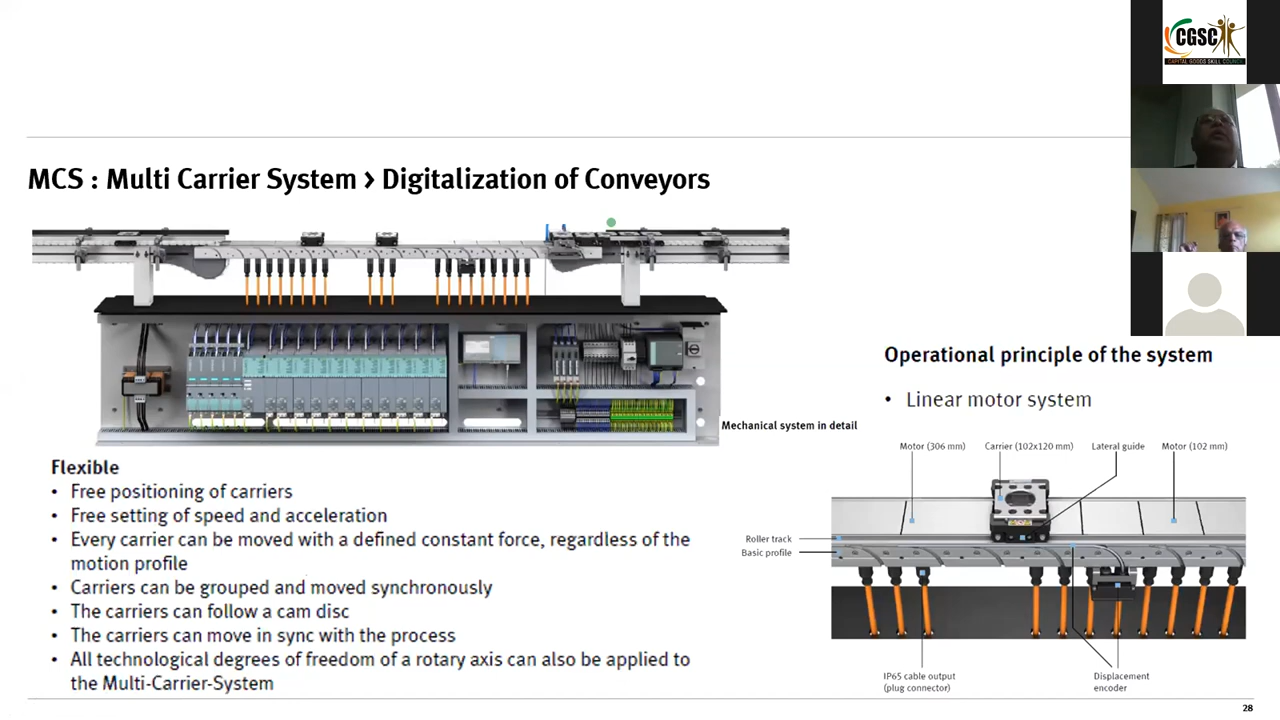 CGSC
CAPITAL GOODS SKILL COUNCIL
MCS : Multi Carrier System > Digitalization of Conveyors
Operational principle of the system
• Linear motor system
Mechanical system in detail
Motor (306 mm) Carrier (102x120 mm) Lateral guide Motor (102 mm)
Roller track
Basic profile
IP65 cable output
(plug connector)
Displacement
encoder
Flexible
• Free positioning of carriers
• Free setting of speed and acceleration
• Every carrier can be moved with a defined constant force, regardless of the
motion profile
• Carriers can be grouped and moved synchronously
• The carriers can follow a cam disc
• The carriers can move in sync with the process
• All technological degrees of freedom of a rotary axis can also be applied to
the Multi-Carrier-System
28